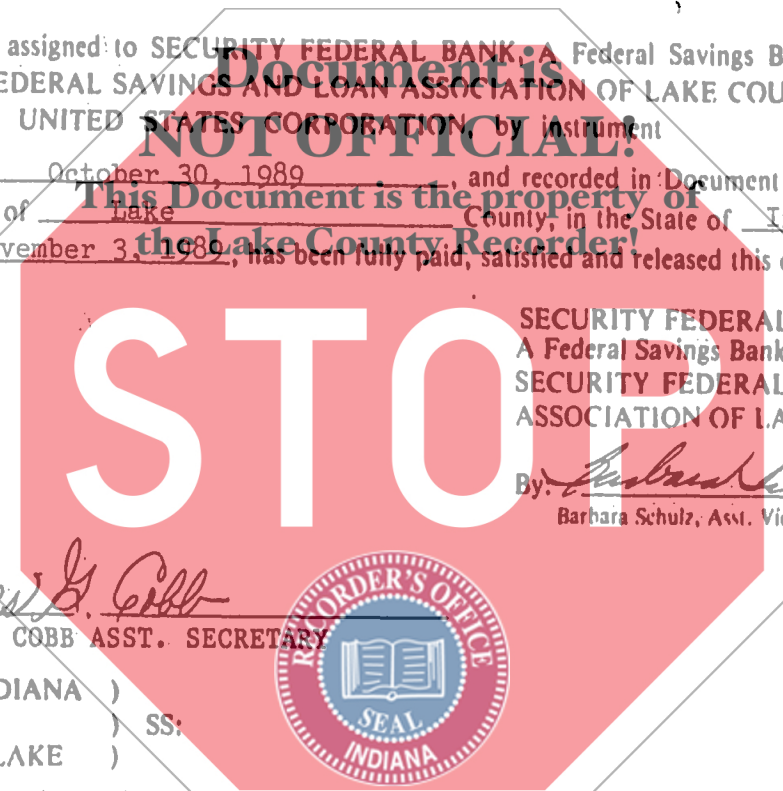 assigned to SECURITY FEDERAL BANK, A Federal Savings B
EDERAL SAVINGS AND LOAN ASSOCIATION OF LAKE COU
UNITED STATES CORPORATION, by instrument
October 30, 1989, and recorded in Document
of Lake County, in the State of I
vember 3, 1989, has been fully paid, satisfied and released this
Document is
NOT OFFICIAL!
This Document is the property of
the Lake County Recorder!
STOP
SECURITY FEDERAL
A Federal Savings Bank
SECURITY FEDERAL
ASSOCIATION OF LA
By: Barbara
Barbara Schulz, Asst. Vic
G. Cobb
COBB ASST. SECRETARY
DIANA )
) SS:
LAKE )
RECORDER'S OFFICE
SEAL
INDIANA